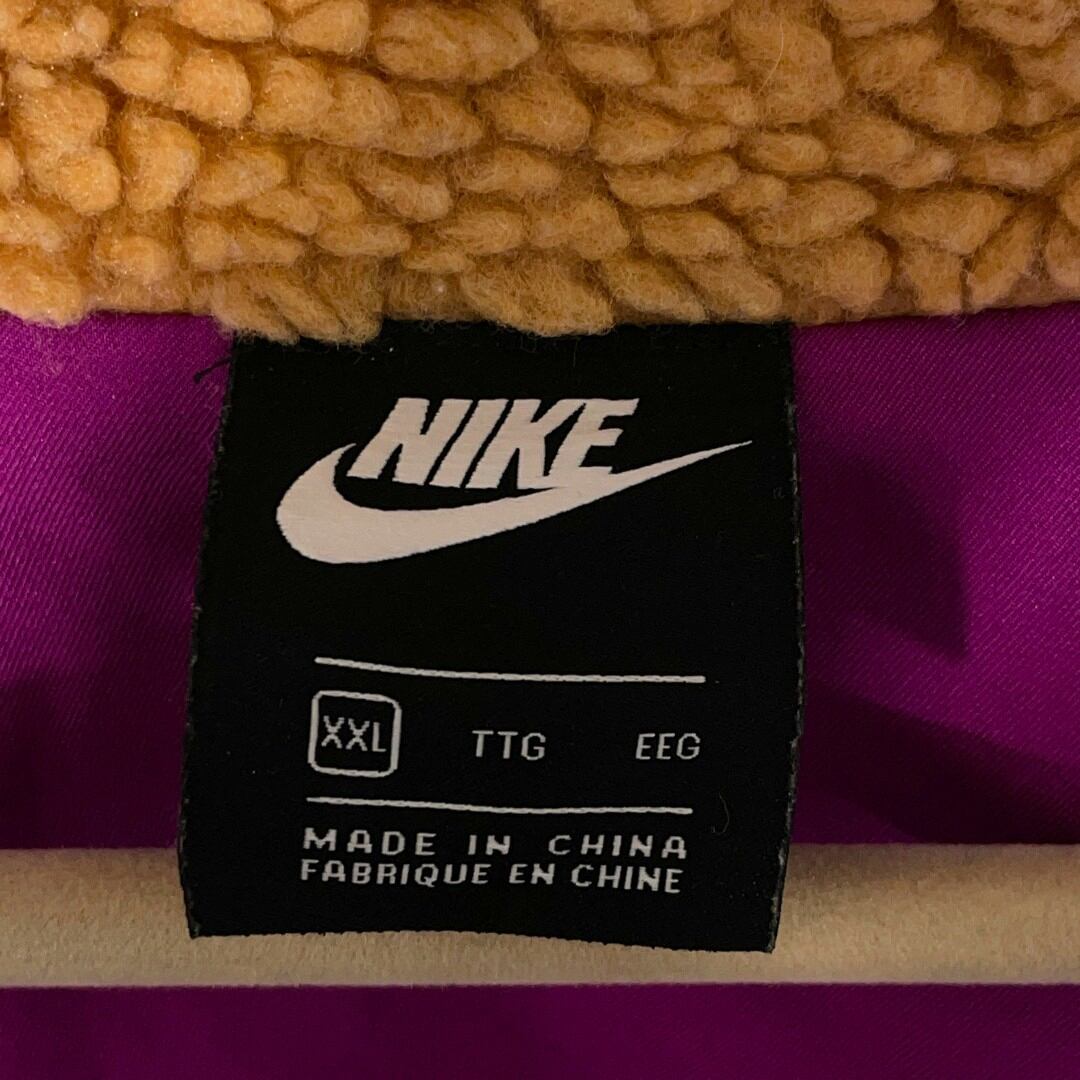 NIKE
XXL TTG EEG
MADE IN CHINA
FABRIQUE EN CHINE